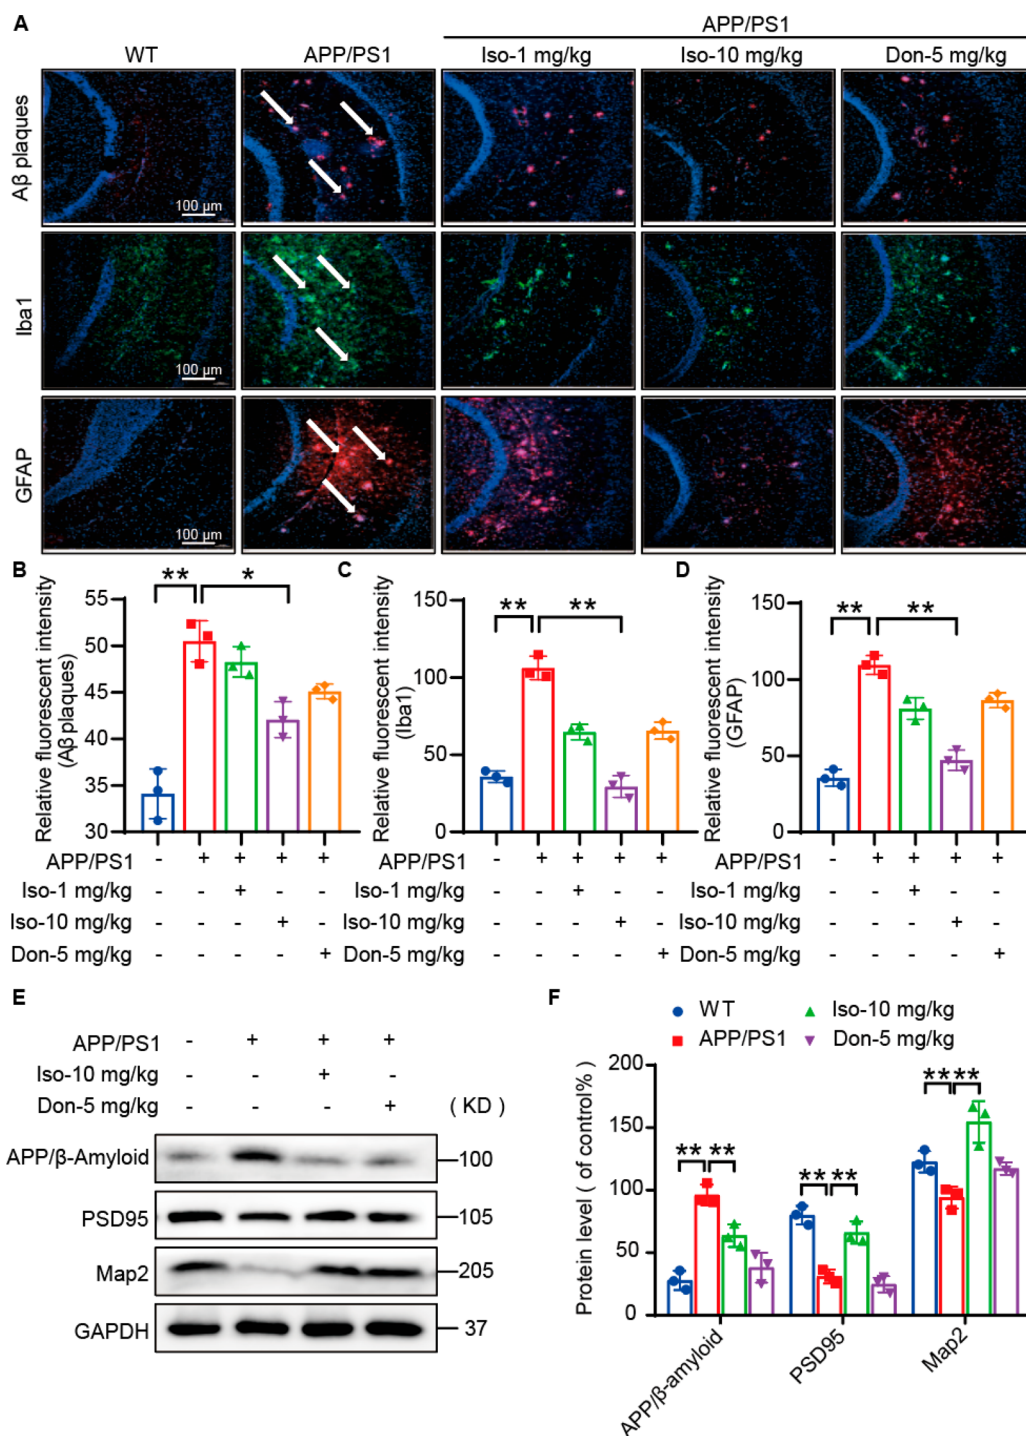 A
APP/PS1
WT APP/PS1 Iso-1 mg/kg Iso-10 mg/kg Don-5 mg/kg
Aβ plaques
100 μm
Iba1
100 μm
GFAP
100 μm
B
** *
Relative fluorescent intensity
(Aβ plaques)
55
50
45
42
35
30
C
** **
Relative fluorescent intensity
(Iba1)
150
100
50
0
D
** **
Relative fluorescent intensity
(GFAP)
150
100
50
0
APP/PS1 - + + + +
Iso-1 mg/kg - - + - -
Iso-10 mg/kg - - - + -
Don-5 mg/kg - - - - +
APP/PS1 - + + + +
Iso-1 mg/kg - - + - -
Iso-10 mg/kg - - - + -
Don-5 mg/kg - - - - +
APP/PS1 - + + + +
Iso-1 mg/kg - - + - -
Iso-10 mg/kg - - - + -
Don-5 mg/kg - - - - +
E
APP/PS1 - + + +
Iso-10 mg/kg - - + -
Don-5 mg/kg - - - + ( KD )
APP/β-Amyloid 100
PSD95 105
Map2 205
GAPDH 37
F
WT Iso-10 mg/kg
APP/PS1 Don-5 mg/kg
Protein level ( of control%)
200
150
100
50
0
** **
** **
** **
APP/β-amyloid
PSD95
Map2